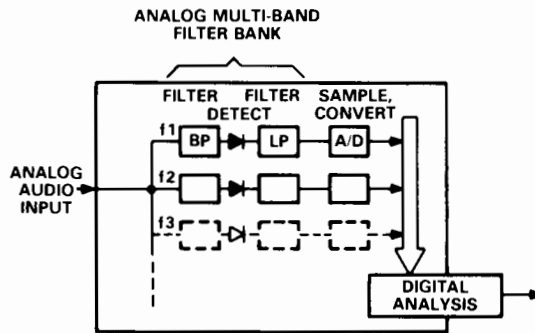 ANALOG MULTI-BAND
FILTER BANK
FILTER FILTER SAMPLE,
DETECT CONVERT
f1 BP LP A/D
ANALOG
AUDIO
INPUT
f2
f3
DIGITAL
ANALYSIS